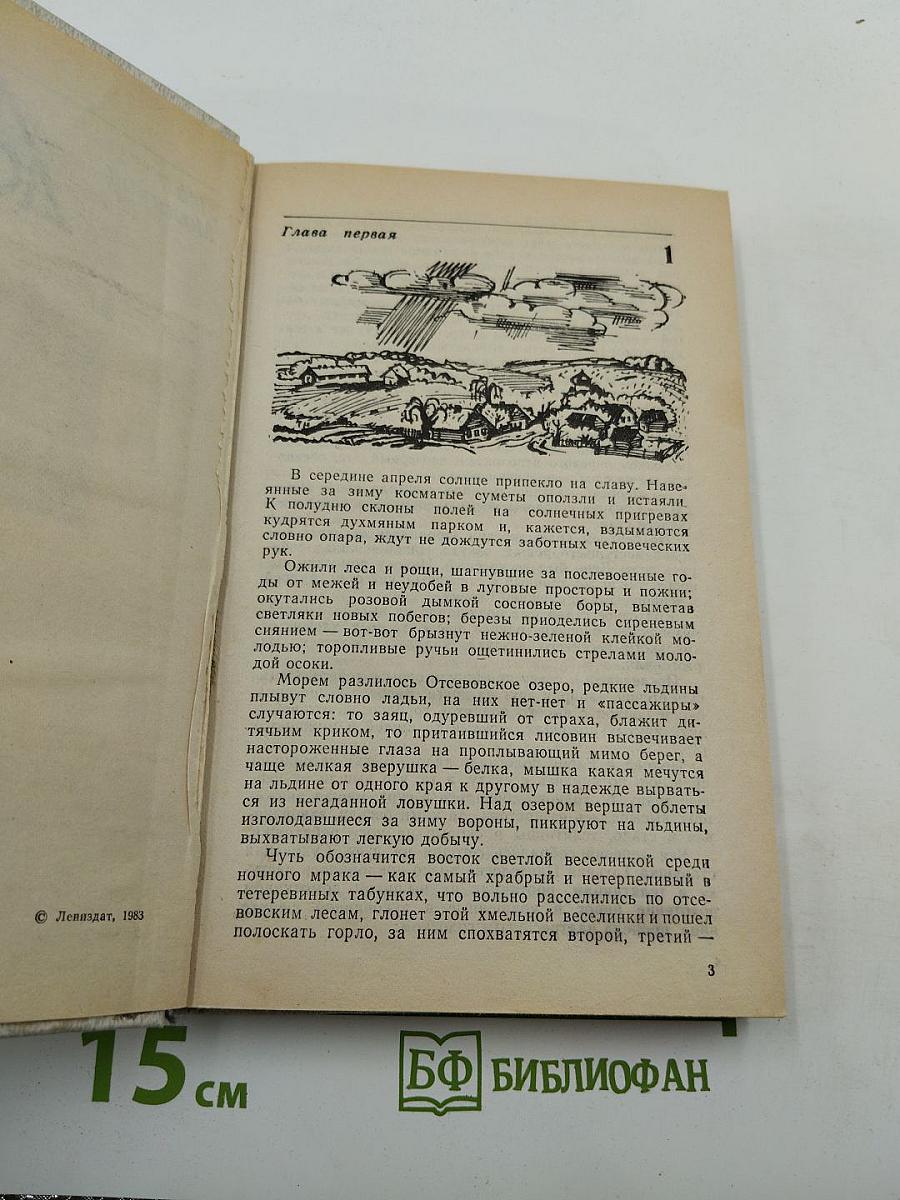 Глава первая
1
В середине апреля солнце припекло на славу. Наве-
янные за зиму косматые суметы оползли и истаяли.
К полудню склоны полей на солнечных пригревах
кудрятся духмяным парком и, кажется, вздымаются
словно опара, ждут не дождутся заботных человеческих
рук.
Ожили леса и рощи, шагнувшие за послевоенные го-
ды от межей и неудобей в луговые просторы и пожни;
окутались розовой дымкой сосновые боры, выметав
светляки новых побегов; березы приоделись сиреневым
сиянием — вот-вот брызнут нежно-зеленой клейкой мо-
лодью; торопливые ручьи ощетинились стрелами моло-
дой осоки.
Морем разлилось Отсевовское озеро, редкие льдины
плывут словно ладьи, на них нет-нет и «пассажиры»
случаются: то заяц, одуревший от страха, блажит ди-
тячьим криком, то притаившийся лисовин высвечивает
настороженные глаза на проплывающий мимо берег, а
чаще мелкая зверушка — белка, мышка какая мечутся
на льдине от одного края к другому в надежде вырвать-
ся из негаданной ловушки. Над озером вершат облеты
изголодавшиеся за зиму вороны, пикируют на льдины,
выхватывают легкую добычу.
Чуть обозначится восток светлой веселинкой среди
ночного мрака — как самый храбрый и нетерпеливый в
тетеревиных табунках, что вольно расселились по отсе-
вовским лесам, глонет этой хмельной веселинки и пошел
полоскать горло, за ним спохватятся второй, третий —
3
© Лениздат, 1983
15 см
БФ БИБЛИОФАН